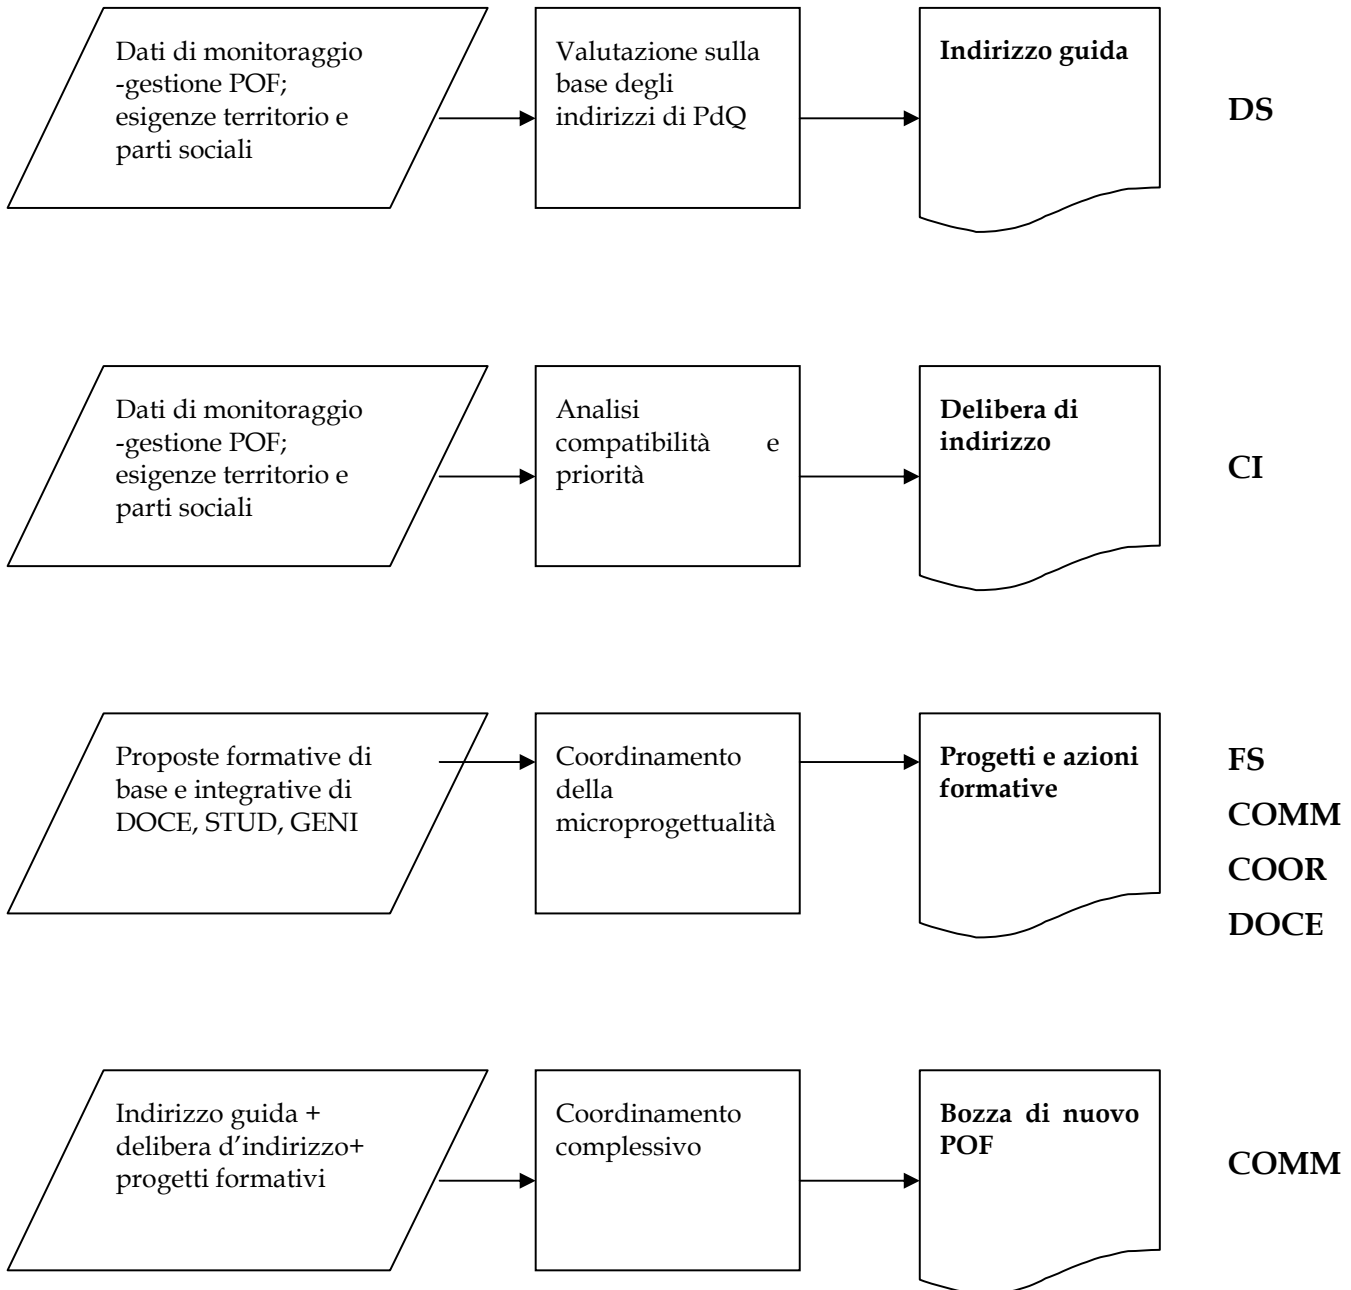 Dati di monitoraggio
-gestione POF;
esigenze territorio e
parti sociali
Valutazione sulla
base degli
indirizzi di PdQ
Indirizzo guida
DS
Dati di monitoraggio
-gestione POF;
esigenze territorio e
parti sociali
Analisi
compatibilità e
priorità
Delibera di
indirizzo
CI
Proposte formative di
base e integrative di
DOCE, STUD, GENI
Coordinamento
della
microprogettualità
Progetti e azioni
formative
FS
COMM
COOR
DOCE
Indirizzo guida +
delibera d’indirizzo+
progetti formativi
Coordinamento
complessivo
Bozza di nuovo
POF
COMM